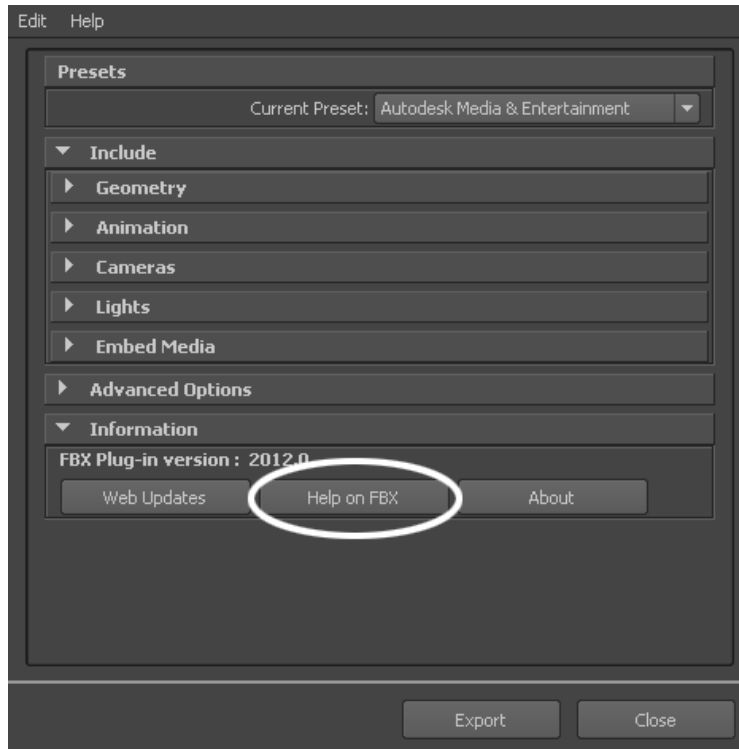 Edit Help
Presets
Current Preset: Autodesk Media & Entertainment
Include
Geometry
Animation
Cameras
Lights
Embed Media
Advanced Options
Information
FBX Plug-in version : 2012.0
Web Updates Help on FBX About
Export Close